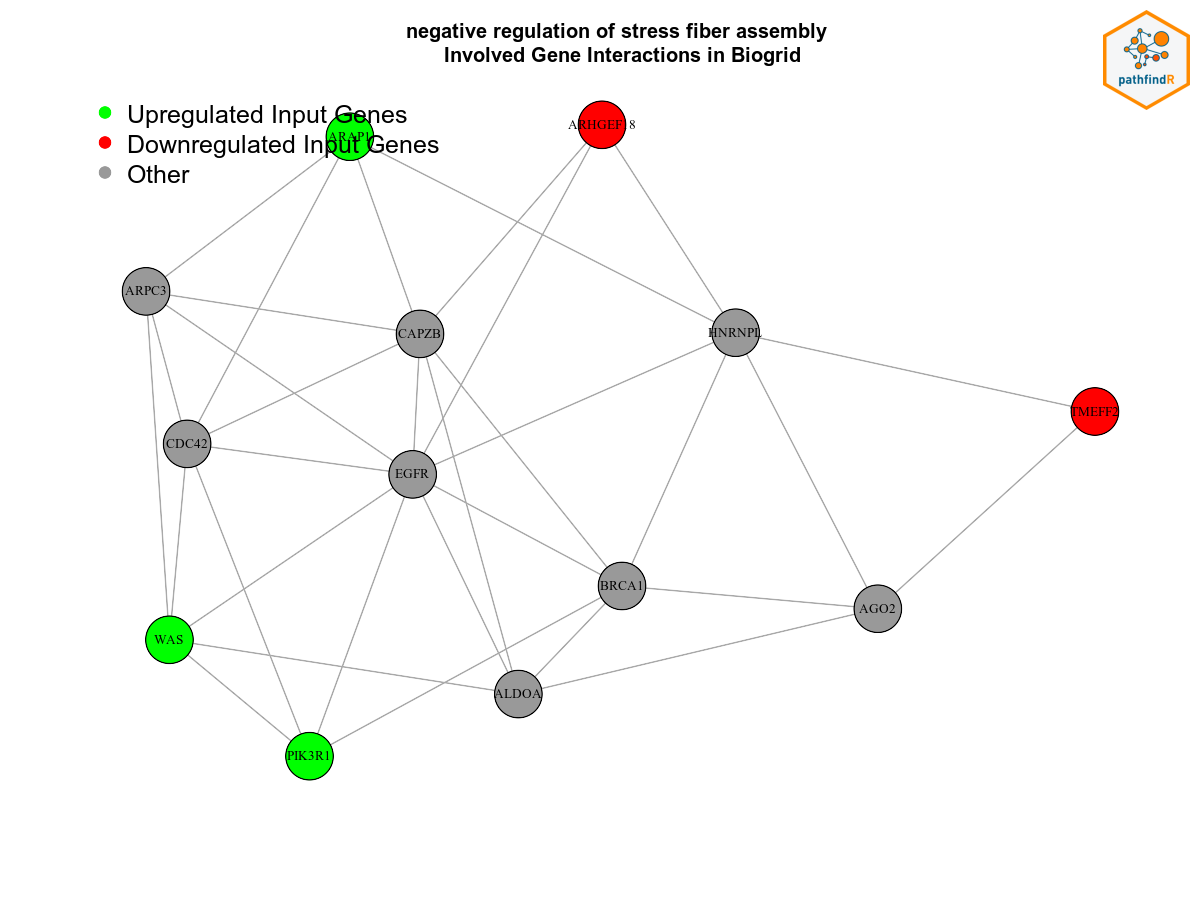 negative regulation of stress fiber assembly
Involved Gene Interactions in Biogrid
pathfindR
Upregulated Input Genes
Downregulated Input Genes
Other
ARAP1
ARHGEF18
ARPC3
CAPZB
HNRNPL
TMEFF2
CDC42
EGFR
BRCA1
AGO2
WAS
ALDOA
PIK3R1